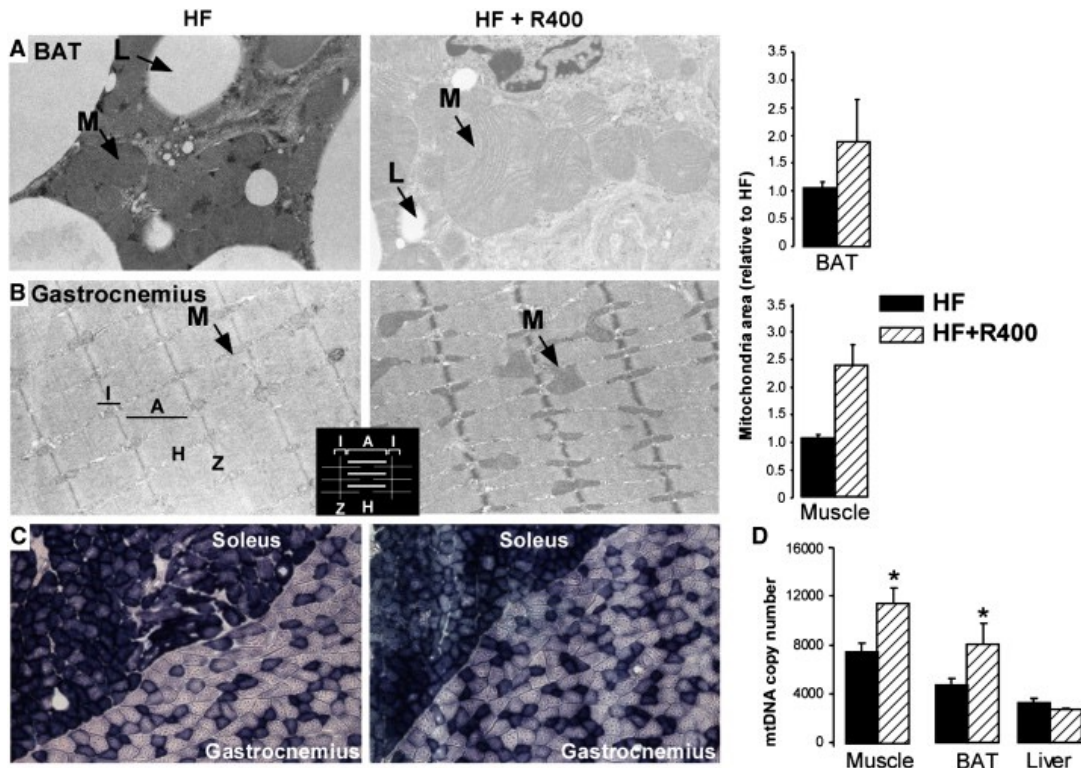 HF
HF + R400
A BAT
L
M
M
L
Mitochondria area (relative to HF)
3.5
3.0
2.5
2.0
1.5
1.0
0.5
0
BAT
B Gastrocnemius
M
I
A
H
Z
I A I
Z H
M
3.5
3.0
2.5
2.0
1.5
1.0
0.5
0
Muscle
HF
HF+R400
C
Soleus
Gastrocnemius
Soleus
Gastrocnemius
D
mtDNA copy number
16000
12000
8000
4000
0
*
*
Muscle BAT Liver